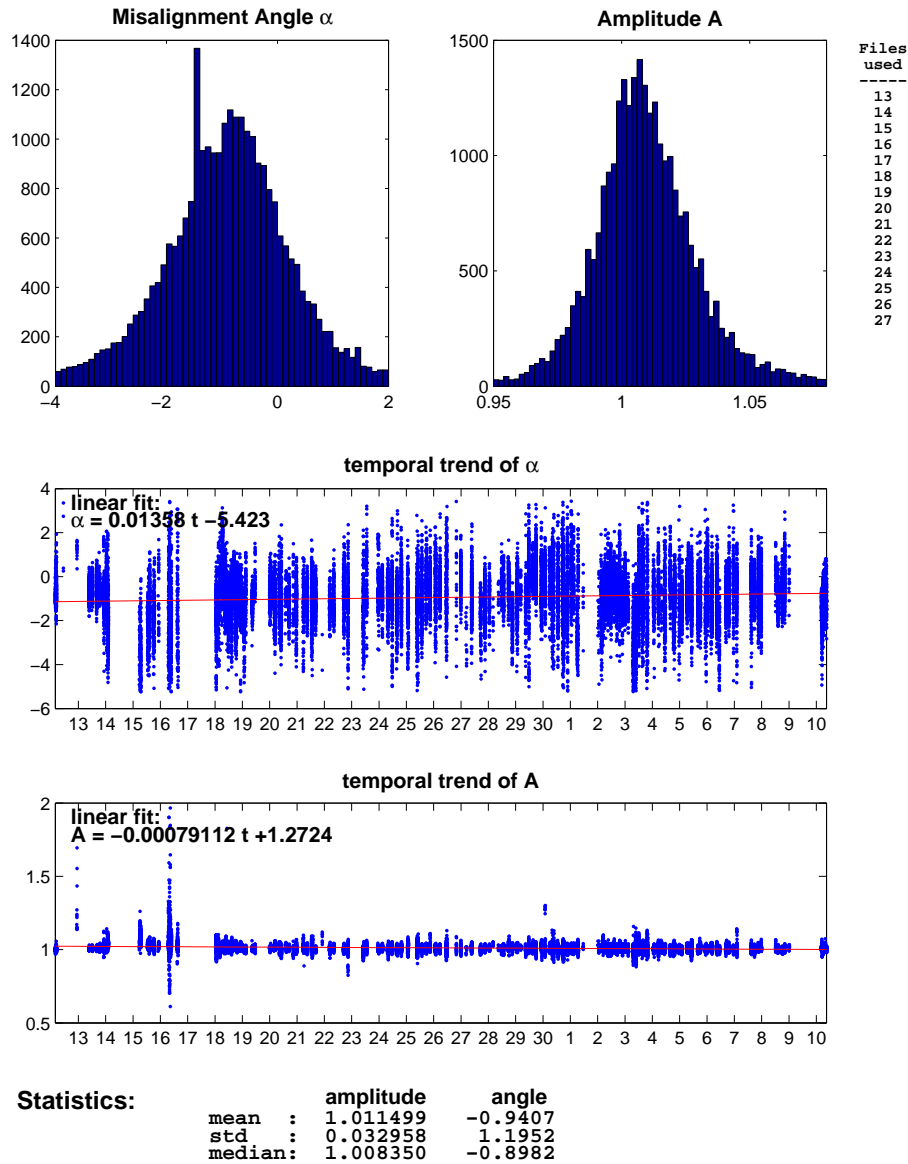 Misalignment Angle α
1400
1200
1000
800
600
400
200
0
−4 −2 0 2
Amplitude A
1500
1000
500
0
0.95 1 1.05
Files
used
-----
13
14
15
16
17
18
19
20
21
22
23
24
25
26
27
temporal trend of α
linear fit:
α = 0.01358 t −5.423
4
2
0
−2
−4
−6
13 14 15 16 17 18 19 20 21 22 23 24 25 26 27 28 29 30 1 2 3 4 5 6 7 8 9 10
temporal trend of A
linear fit:
A = −0.00079112 t +1.2724
2
1.5
1
0.5
13 14 15 16 17 18 19 20 21 22 23 24 25 26 27 28 29 30 1 2 3 4 5 6 7 8 9 10
Statistics:
amplitude angle
mean : 1.011499 −0.9407
std : 0.032958 1.1952
median: 1.008350 −0.8982